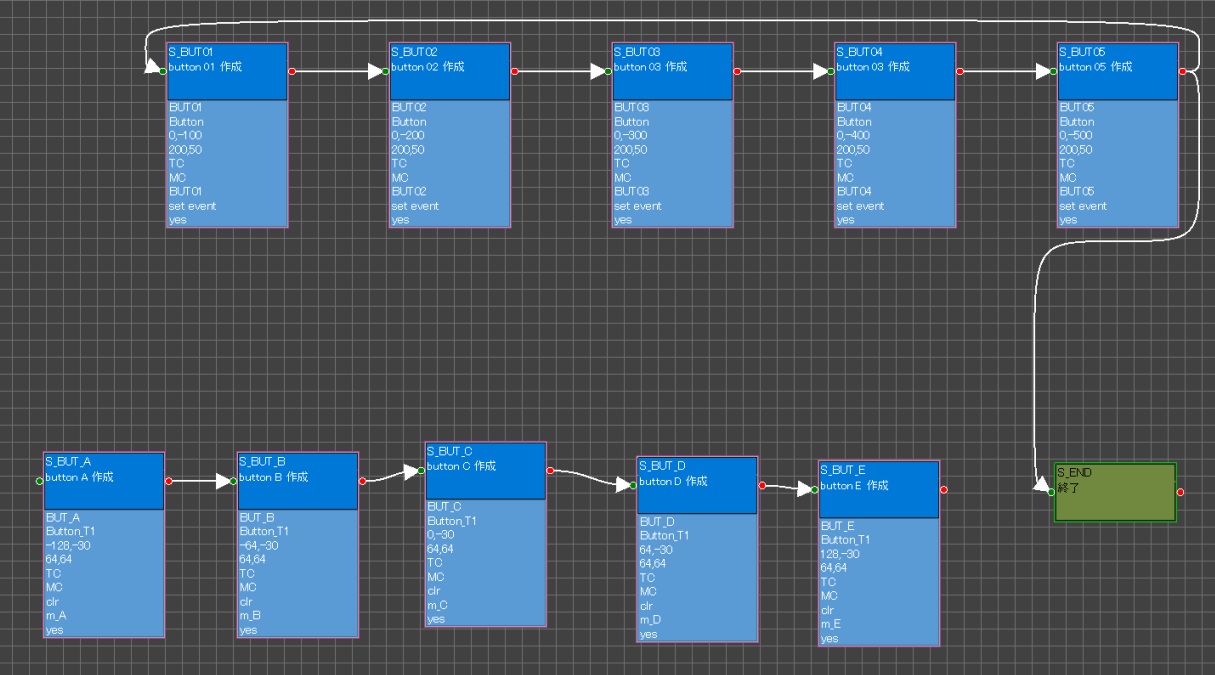 S_BUT01
button 01 作成
BUT01
Button
0,-100
200,50
TC
MC
BUT01
set event
yes
S_BUT02
button 02 作成
BUT02
Button
0,-200
200,50
TC
MC
BUT02
set event
yes
S_BUT03
button 03 作成
BUT03
Button
0,-300
200,50
TC
MC
BUT03
set event
yes
S_BUT04
button 03 作成
BUT04
Button
0,-400
200,50
TC
MC
BUT04
set event
yes
S_BUT05
button 05 作成
BUT05
Button
0,-500
200,50
TC
MC
BUT05
set event
yes
S_BUT_A
button A 作成
BUT_A
Button_T1
-128,-30
64,64
TC
MC
clr
m_A
yes
S_BUT_B
button B 作成
BUT_B
Button_T1
-64,-30
64,64
TC
MC
clr
m_B
yes
S_BUT_C
button C 作成
BUT_C
Button_T1
0,-30
64,64
TC
MC
clr
m_C
yes
S_BUT_D
button D 作成
BUT_D
Button_T1
64,-30
64,64
TC
MC
clr
m_D
yes
S_BUT_E
button E 作成
BUT_E
Button_T1
128,-30
64,64
TC
MC
clr
m_E
yes
S_END
終了